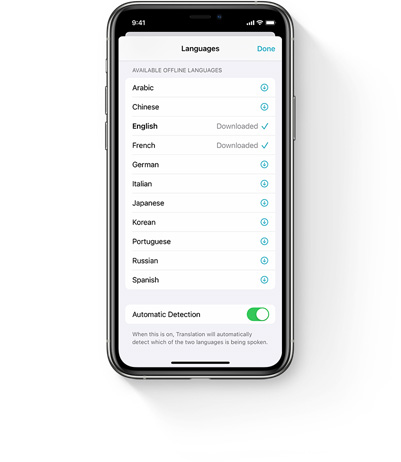 9:41
Languages
Done
AVAILABLE OFFLINE LANGUAGES
Arabic
Chinese
English Downloaded
French Downloaded
German
Italian
Japanese
Korean
Portuguese
Russian
Spanish
Automatic Detection
When this is on, Translation will automatically
detect which of the two languages is being spoken.